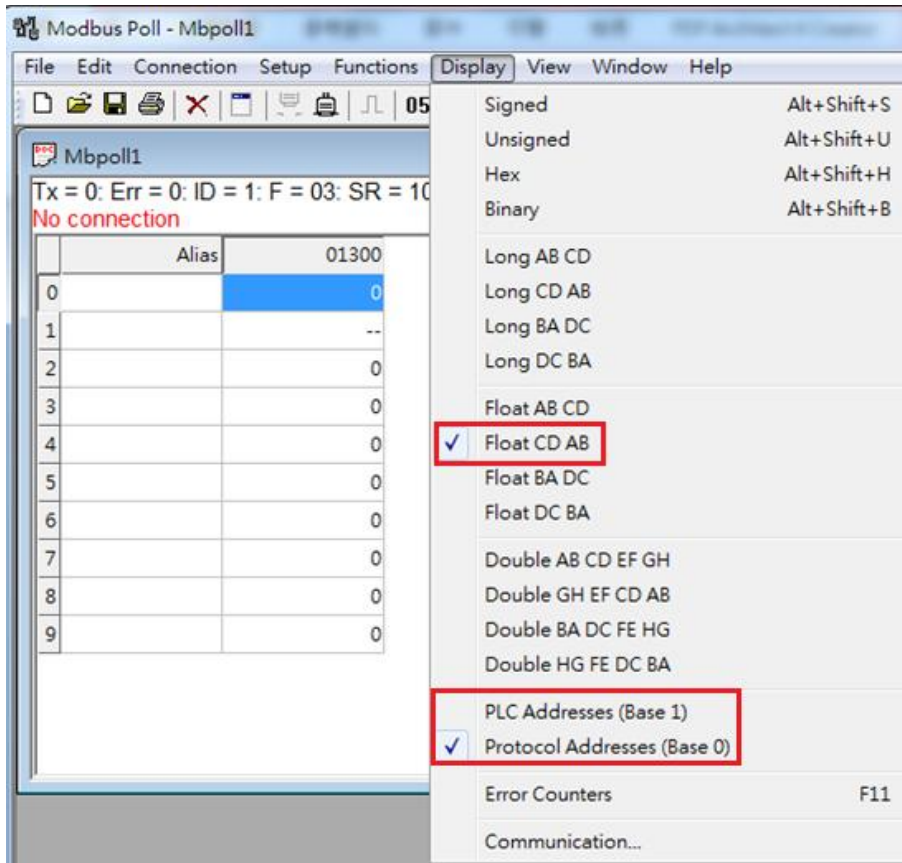 Modbus Poll - Mbpoll1
File Edit Connection Setup Functions Display View Window Help
05
Mbpoll1
Tx = 0: Err = 0: ID = 1: F = 03: SR = 10
No connection
Alias 01300
0 0
1 --
2 0
3 0
4 0
5 0
6 0
7 0
8 0
9 0
Signed Alt+Shift+S
Unsigned Alt+Shift+U
Hex Alt+Shift+H
Binary Alt+Shift+B
Long AB CD
Long CD AB
Long BA DC
Long DC BA
Float AB CD
✓ Float CD AB
Float BA DC
Float DC BA
Double AB CD EF GH
Double GH EF CD AB
Double BA DC FE HG
Double HG FE DC BA
PLC Addresses (Base 1)
✓ Protocol Addresses (Base 0)
Error Counters F11
Communication...